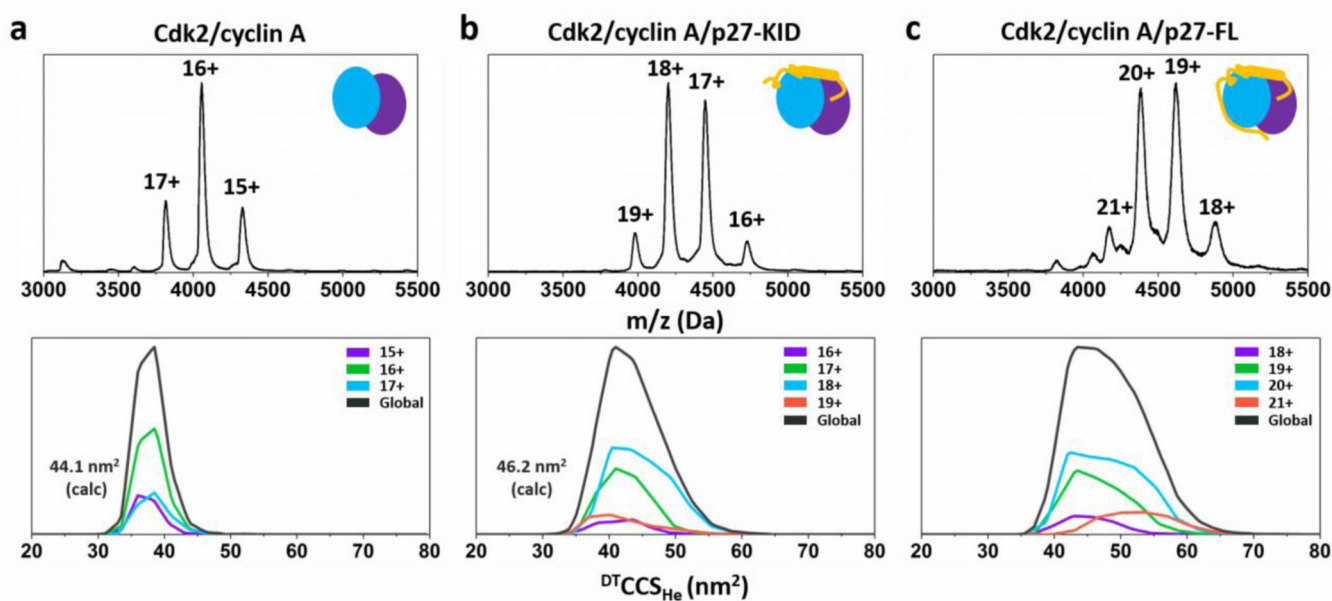 a
Cdk2/cyclin A
17+
16+
15+
3000 3500 4000 4500 5000 5500
b
Cdk2/cyclin A/p27-KID
19+
18+
17+
16+
3000 3500 4000 4500 5000 5500
c
Cdk2/cyclin A/p27-FL
21+
20+
19+
18+
3000 3500 4000 4500 5000 5500
m/z (Da)
44.1 nm²
(calc)
15+
16+
17+
Global
20 30 40 50 60 70 80
46.2 nm²
(calc)
16+
17+
18+
19+
Global
20 30 40 50 60 70 80
18+
19+
20+
21+
Global
20 30 40 50 60 70 80
ᴰᵀCCSHe (nm²)